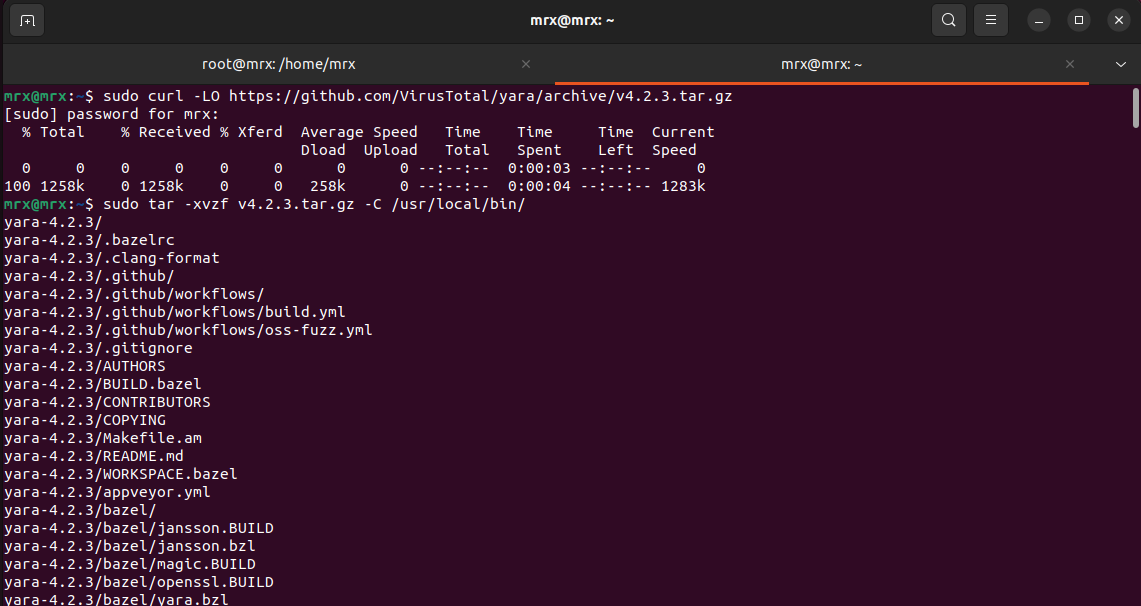 mrx@mrx: ~
root@mrx: /home/mrx
mrx@mrx: ~
mrx@mrx:~$ sudo curl -LO https://github.com/VirusTotal/yara/archive/v4.2.3.tar.gz
[sudo] password for mrx:
  % Total    % Received % Xferd  Average Speed   Time    Time     Time  Current
                                 Dload  Upload   Total   Spent    Left  Speed
  0     0    0     0    0     0      0      0 --:--:--  0:00:03 --:--:--     0
100 1258k    0 1258k    0     0   258k      0 --:--:--  0:00:04 --:--:-- 1283k
mrx@mrx:~$ sudo tar -xvzf v4.2.3.tar.gz -C /usr/local/bin/
yara-4.2.3/
yara-4.2.3/.bazelrc
yara-4.2.3/.clang-format
yara-4.2.3/.github/
yara-4.2.3/.github/workflows/
yara-4.2.3/.github/workflows/build.yml
yara-4.2.3/.github/workflows/oss-fuzz.yml
yara-4.2.3/.gitignore
yara-4.2.3/AUTHORS
yara-4.2.3/BUILD.bazel
yara-4.2.3/CONTRIBUTORS
yara-4.2.3/COPYING
yara-4.2.3/Makefile.am
yara-4.2.3/README.md
yara-4.2.3/WORKSPACE.bazel
yara-4.2.3/appveyor.yml
yara-4.2.3/bazel/
yara-4.2.3/bazel/jansson.BUILD
yara-4.2.3/bazel/jansson.bzl
yara-4.2.3/bazel/magic.BUILD
yara-4.2.3/bazel/openssl.BUILD
yara-4.2.3/bazel/yara.bzl